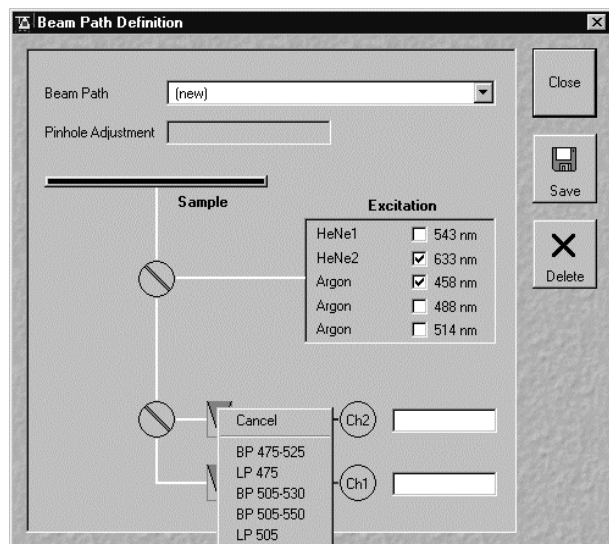 Beam Path Definition
Beam Path
(new)
Close
Pinhole Adjustment
Save
Sample
Excitation
HeNe1 543 nm
HeNe2 633 nm
Argon 458 nm
Argon 488 nm
Argon 514 nm
Delete
Cancel
Ch2
BP 475-525
LP 475
BP 505-530
Ch1
BP 505-550
LP 505